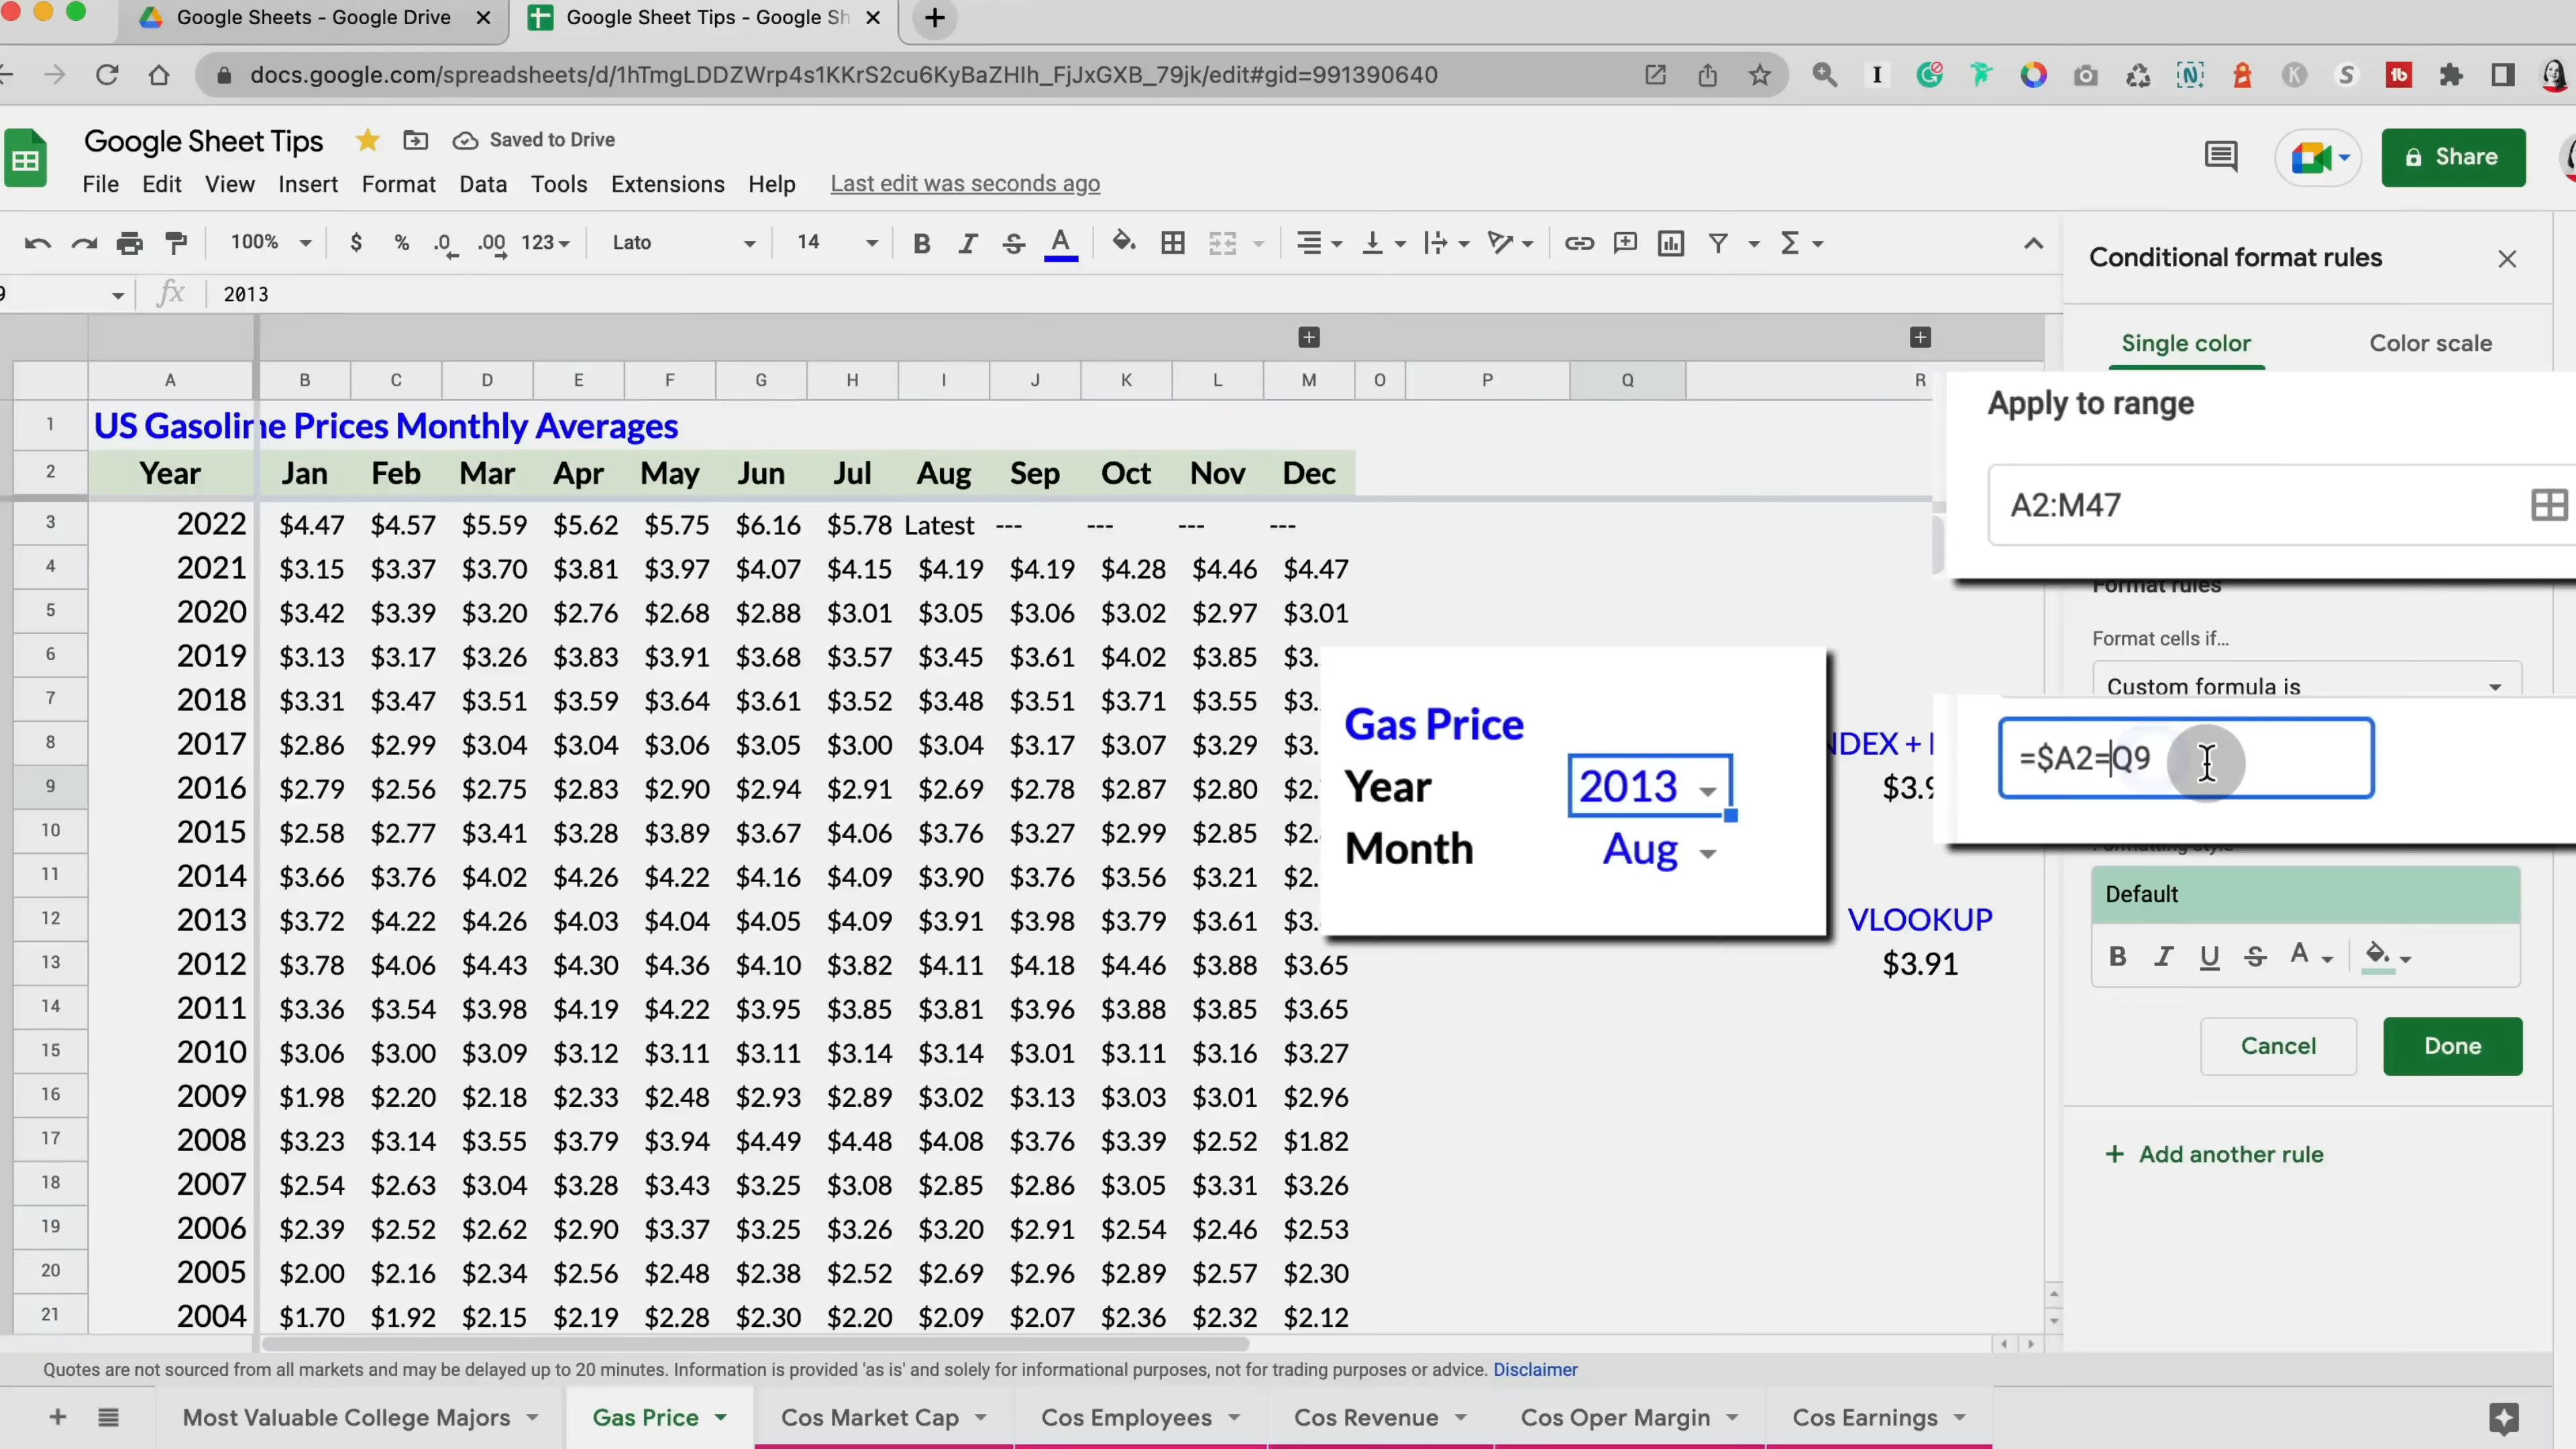 Google Sheets - Google Drive
Google Sheet Tips - Google Sh
docs.google.com/spreadsheets/d/1hTmgLDDZWrp4s1KKrS2cu6KyBaZHIh_FjJxGXB_79jk/edit#gid=991390640
Google Sheet Tips Saved to Drive
File Edit View Insert Format Data Tools Extensions Help Last edit was seconds ago
Share
100% $ % .0 .00 123 Lato 14 B I S A
Conditional format rules
9 fx 2013
Single color Color scale
A B C D E F G H I J K L M O P Q R
Apply to range
A2:M47
1 US Gasoline Prices Monthly Averages
2 Year Jan Feb Mar Apr May Jun Jul Aug Sep Oct Nov Dec
3 2022 $4.47 $4.57 $5.59 $5.62 $5.75 $6.16 $5.78 Latest --- --- --- ---
4 2021 $3.15 $3.37 $3.70 $3.81 $3.97 $4.07 $4.15 $4.19 $4.19 $4.28 $4.46 $4.47
5 2020 $3.42 $3.39 $3.20 $2.76 $2.68 $2.88 $3.01 $3.05 $3.06 $3.02 $2.97 $3.01
6 2019 $3.13 $3.17 $3.26 $3.83 $3.91 $3.68 $3.57 $3.45 $3.61 $4.02 $3.85 $3.
7 2018 $3.31 $3.47 $3.51 $3.59 $3.64 $3.61 $3.52 $3.48 $3.51 $3.71 $3.55 $3.
8 2017 $2.86 $2.99 $3.04 $3.04 $3.06 $3.05 $3.00 $3.04 $3.17 $3.07 $3.29 $3.
9 2016 $2.79 $2.56 $2.75 $2.83 $2.90 $2.94 $2.91 $2.69 $2.78 $2.87 $2.80 $2.
10 2015 $2.58 $2.77 $3.41 $3.28 $3.89 $3.67 $4.06 $3.76 $3.27 $2.99 $2.85 $2.
11 2014 $3.66 $3.76 $4.02 $4.26 $4.22 $4.16 $4.09 $3.90 $3.76 $3.56 $3.21 $2.
12 2013 $3.72 $4.22 $4.26 $4.03 $4.04 $4.05 $4.09 $3.91 $3.98 $3.79 $3.61 $3.
13 2012 $3.78 $4.06 $4.43 $4.30 $4.36 $4.10 $3.82 $4.11 $4.18 $4.46 $3.88 $3.65
14 2011 $3.36 $3.54 $3.98 $4.19 $4.22 $3.95 $3.85 $3.81 $3.96 $3.88 $3.85 $3.65
15 2010 $3.06 $3.00 $3.09 $3.12 $3.11 $3.11 $3.14 $3.14 $3.01 $3.11 $3.16 $3.27
16 2009 $1.98 $2.20 $2.18 $2.33 $2.48 $2.93 $2.89 $3.02 $3.13 $3.03 $3.01 $2.96
17 2008 $3.23 $3.14 $3.55 $3.79 $3.94 $4.49 $4.48 $4.08 $3.76 $3.39 $2.52 $1.82
18 2007 $2.54 $2.63 $3.04 $3.28 $3.43 $3.25 $3.08 $2.85 $2.86 $3.05 $3.31 $3.26
19 2006 $2.39 $2.52 $2.62 $2.90 $3.37 $3.25 $3.26 $3.20 $2.91 $2.54 $2.46 $2.53
20 2005 $2.00 $2.16 $2.34 $2.56 $2.48 $2.38 $2.52 $2.69 $2.96 $2.89 $2.57 $2.30
21 2004 $1.70 $1.92 $2.15 $2.19 $2.28 $2.30 $2.20 $2.09 $2.07 $2.36 $2.32 $2.12
Gas Price
Year 2013
Month Aug
NDEX +
$3.9
VLOOKUP
$3.91
Format rules
Format cells if...
Custom formula is
=$A2=Q9
Formatting style
Default
B I U S A
Cancel Done
+ Add another rule
Quotes are not sourced from all markets and may be delayed up to 20 minutes. Information is provided 'as is' and solely for informational purposes, not for trading purposes or advice. Disclaimer
Most Valuable College Majors Gas Price Cos Market Cap Cos Employees Cos Revenue Cos Oper Margin Cos Earnings